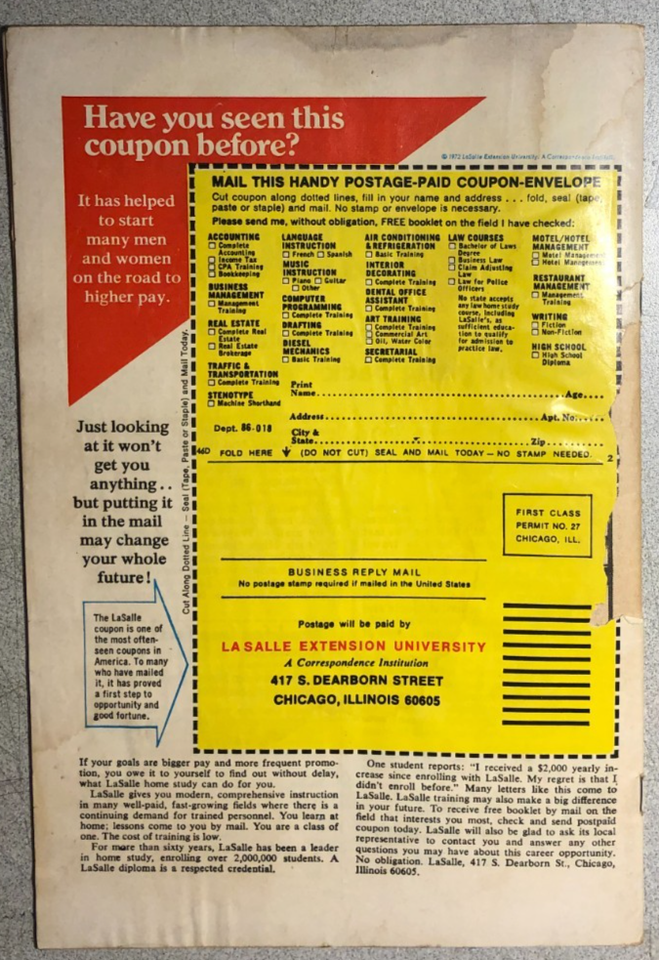 Have you seen this
coupon before?
© 1972 LaSalle Extension University: A Correspondence
It has helped
to start
many men
and women
on the road to
higher pay.
Just looking
at it won't
get you
anything . .
but putting it
in the mail
may change
your whole
future!
The LaSalle
coupon is one of
the most often-
seen coupons in
America. To many
who have mailed
it, it has proved
a first step to
opportunity and
good fortune.
Cut Along Dotted Line – Seal (Tape, Paste or Staple) and Mail Today.
MAIL THIS HANDY POSTAGE-PAID COUPON-ENVELOPE
Cut coupon along dotted lines, fill in your name and address . . . fold, seal (tape,
paste or staple) and mail. No stamp or envelope is necessary.
Please send me, without obligation, FREE booklet on the field I have checked:
ACCOUNTING
☐ Complete
Accounting
☐ Income Tax
☐ CPA Training
☐ Bookkeeping
BUSINESS
MANAGEMENT
☐ Management
Training
REAL ESTATE
☐ Complete Real
Estate
☐ Real Estate
Brokerage
TRAFFIC &
TRANSPORTATION
☐ Complete Training
STENOTYPE
☐ Machine Shorthand
LANGUAGE
INSTRUCTION
☐ French ☐ Spanish
MUSIC
INSTRUCTION
☐ Piano ☐ Guitar
☐ Other
COMPUTER
PROGRAMMING
☐ Complete Training
DRAFTING
☐ Complete Training
DIESEL
MECHANICS
☐ Basic Training
AIR CONDITIONING
& REFRIGERATION
☐ Basic Training
INTERIOR
DECORATING
☐ Complete Training
DENTAL OFFICE
ASSISTANT
☐ Complete Training
ART TRAINING
☐ Complete Training
☐ Commercial Art
☐ Oil, Water Color
SECRETARIAL
☐ Complete Training
LAW COURSES
☐ Bachelor of Laws
Degree
☐ Business Law
☐ Claim Adjusting
Law
☐ Law for Police
Officers
No state accepts
any law home study
course, including
LaSalle's, as
sufficient educa-
tion to qualify
for admission to
practice law.
MOTEL/HOTEL
MANAGEMENT
☐ Motel Management
☐ Hotel Management
RESTAURANT
MANAGEMENT
☐ Management
Training
WRITING
☐ Fiction
☐ Non-Fiction
HIGH SCHOOL
☐ High School
Diploma
Print
Name Age
Address Apt. No.
Dept. 86-018
City &
State Zip
46D FOLD HERE (DO NOT CUT) SEAL AND MAIL TODAY – NO STAMP NEEDED. 2
FIRST CLASS
PERMIT NO. 27
CHICAGO, ILL.
BUSINESS REPLY MAIL
No postage stamp required if mailed in the United States
Postage will be paid by
LA SALLE EXTENSION UNIVERSITY
A Correspondence Institution
417 S. DEARBORN STREET
CHICAGO, ILLINOIS 60605
If your goals are bigger pay and more frequent promo-
tion, you owe it to yourself to find out without delay,
what LaSalle home study can do for you.
LaSalle gives you modern, comprehensive instruction
in many well-paid, fast-growing fields where there is a
continuing demand for trained personnel. You learn at
home; lessons come to you by mail. You are a class of
one. The cost of training is low.
For more than sixty years, LaSalle has been a leader
in home study, enrolling over 2,000,000 students. A
LaSalle diploma is a respected credential.
One student reports: "I received a $2,000 yearly in-
crease since enrolling with LaSalle. My regret is that I
didn't enroll before." Many letters like this come to
LaSalle. LaSalle training may also make a big difference
in your future. To receive free booklet by mail on the
field that interests you most, check and send postpaid
coupon today. LaSalle will also be glad to ask its local
representative to contact you and answer any other
questions you may have about this career opportunity.
No obligation. LaSalle, 417 S. Dearborn St., Chicago,
Illinois 60605.